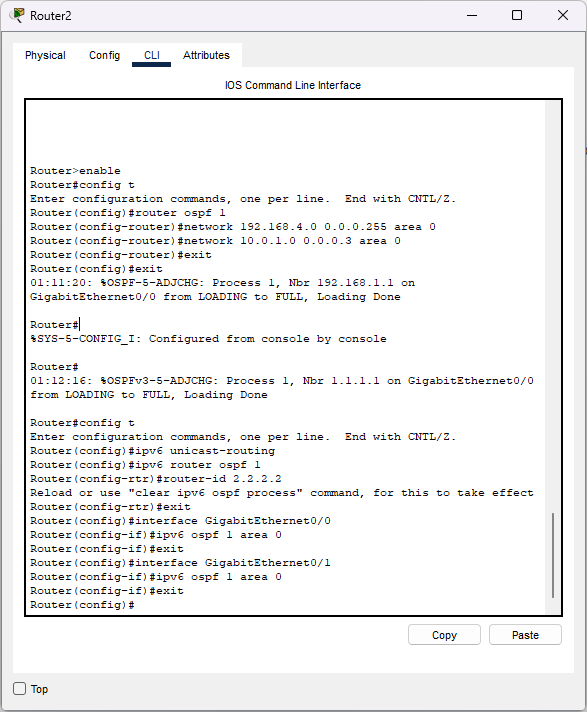 Router2
Physical Config CLI Attributes
IOS Command Line Interface
Router>enable
Router#config t
Enter configuration commands, one per line.  End with CNTL/Z.
Router(config)#router ospf 1
Router(config-router)#network 192.168.4.0 0.0.0.255 area 0
Router(config-router)#network 10.0.1.0 0.0.0.3 area 0
Router(config-router)#exit
Router(config)#exit
01:11:20: %OSPF-5-ADJCHG: Process 1, Nbr 192.168.1.1 on
GigabitEthernet0/0 from LOADING to FULL, Loading Done
Router#
%SYS-5-CONFIG_I: Configured from console by console
Router#
01:12:16: %OSPFv3-5-ADJCHG: Process 1, Nbr 1.1.1.1 on GigabitEthernet0/0
from LOADING to FULL, Loading Done
Router#config t
Enter configuration commands, one per line.  End with CNTL/Z.
Router(config)#ipv6 unicast-routing
Router(config)#ipv6 router ospf 1
Router(config-rtr)#router-id 2.2.2.2
Reload or use "clear ipv6 ospf process" command, for this to take effect
Router(config-rtr)#exit
Router(config)#interface GigabitEthernet0/0
Router(config-if)#ipv6 ospf 1 area 0
Router(config-if)#exit
Router(config)#interface GigabitEthernet0/1
Router(config-if)#ipv6 ospf 1 area 0
Router(config-if)#exit
Router(config)#
Copy Paste
Top